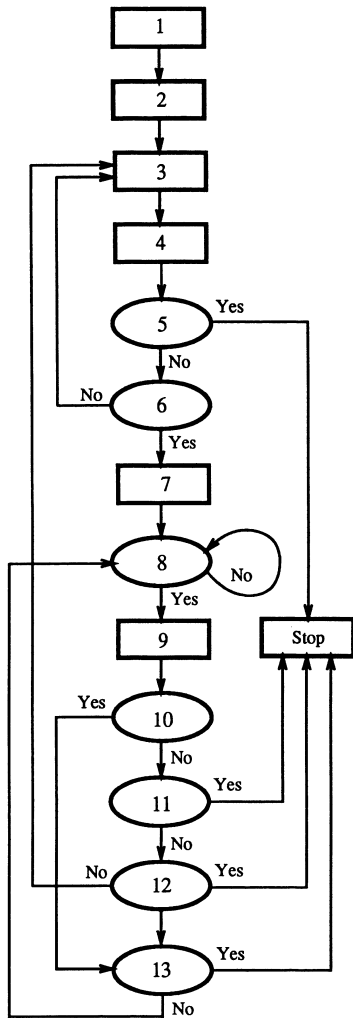 1
2
3
4
5
Yes
No
No
6
Yes
7
8
No
Yes
9
Stop
Yes
10
No
11
Yes
No
No
12
Yes
13
Yes
No